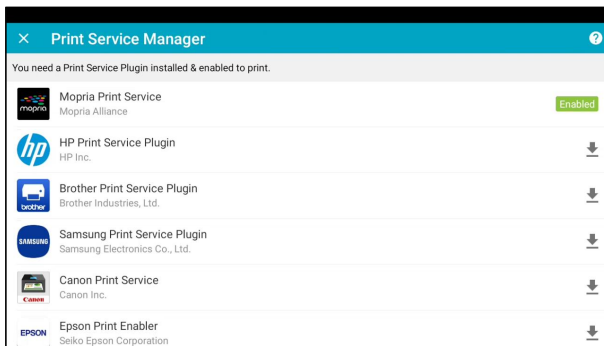 Print Service Manager
?
You need a Print Service Plugin installed & enabled to print.
mopria
Mopria Print Service
Mopria Alliance
Enabled
hp
HP Print Service Plugin
HP Inc.
brother
Brother Print Service Plugin
Brother Industries, Ltd.
SAMSUNG
Samsung Print Service Plugin
Samsung Electronics Co., Ltd.
Canon
Canon Print Service
Canon Inc.
EPSON
Epson Print Enabler
Seiko Epson Corporation